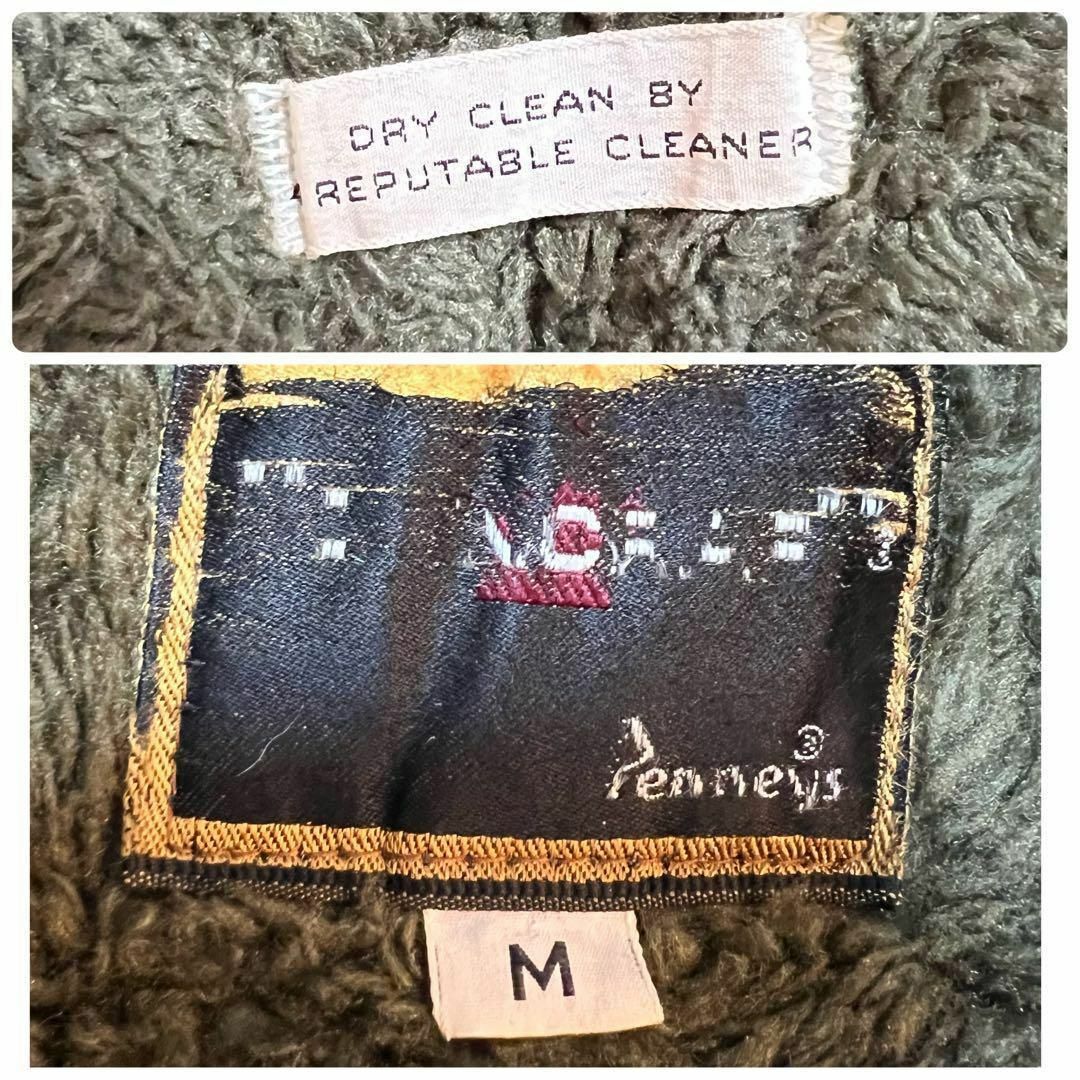 DRY CLEAN BY
REPUTABLE CLEANER
Penneys ®
M